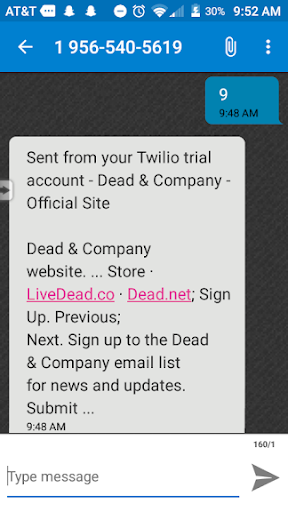 AT&T 30% 9:52 AM
1 956-540-5619
9
9:48 AM
Sent from your Twilio trial
account - Dead & Company -
Official Site
Dead & Company
website. ... Store ·
LiveDead.co · Dead.net; Sign
Up. Previous;
Next. Sign up to the Dead
& Company email list
for news and updates.
Submit ...
9:48 AM
160/1
Type message